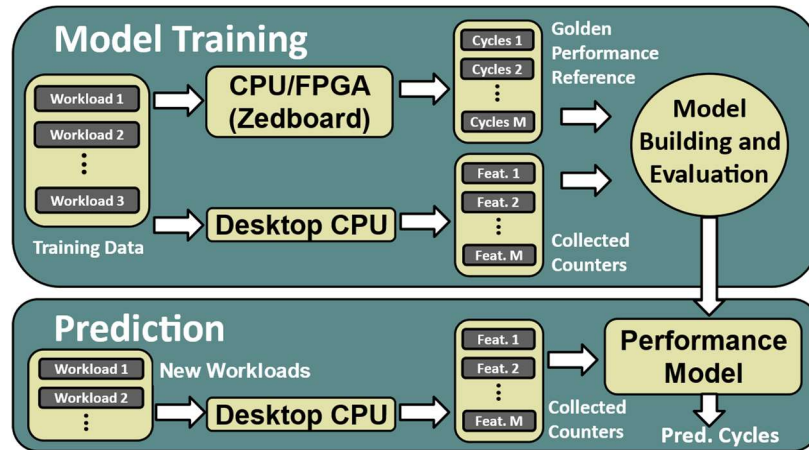 Model Training
Workload 1
Workload 2
Workload 3
Training Data
CPU/FPGA
(Zedboard)
Desktop CPU
Cycles 1
Cycles 2
Cycles M
Golden
Performance
Reference
Feat. 1
Feat. 2
Feat. M
Collected
Counters
Model
Building and
Evaluation
Prediction
Workload 1
Workload 2
New Workloads
Desktop CPU
Feat. 1
Feat. 2
Feat. M
Collected
Counters
Performance
Model
Pred. Cycles